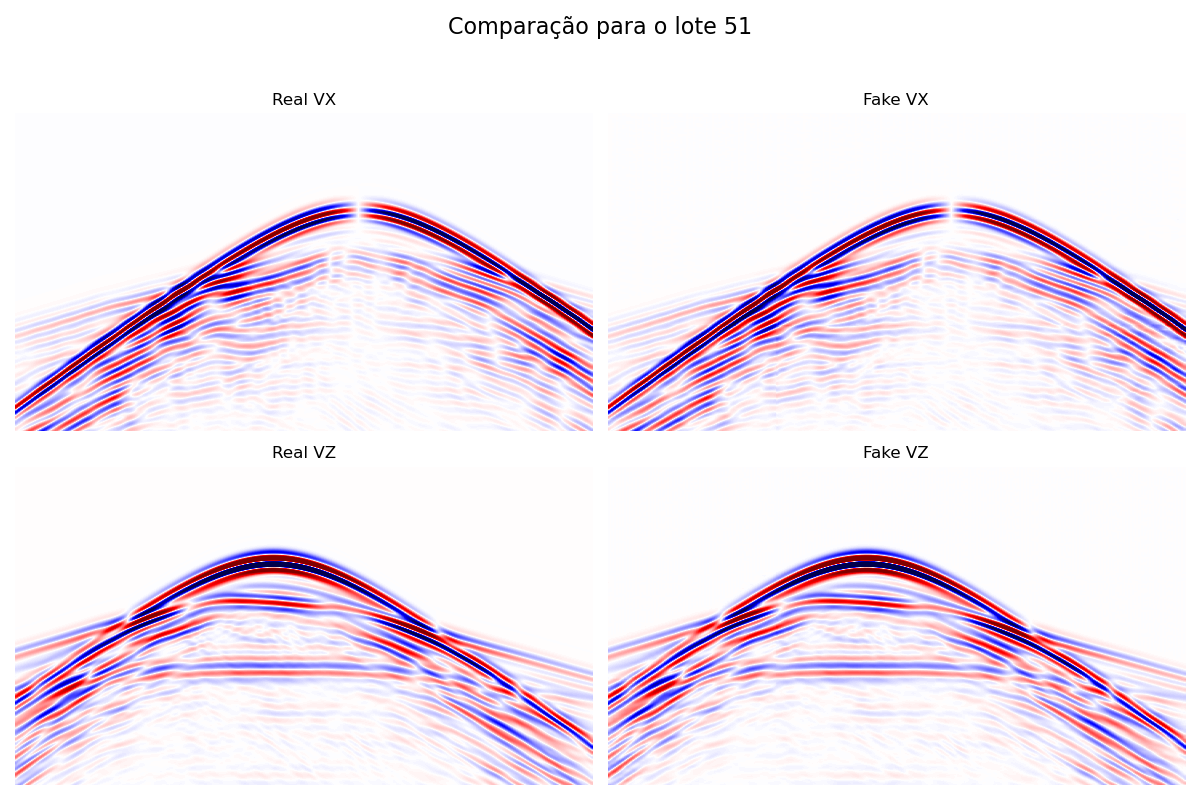 Comparação para o lote 51
Real VX
Fake VX
Real VZ
Fake VZ